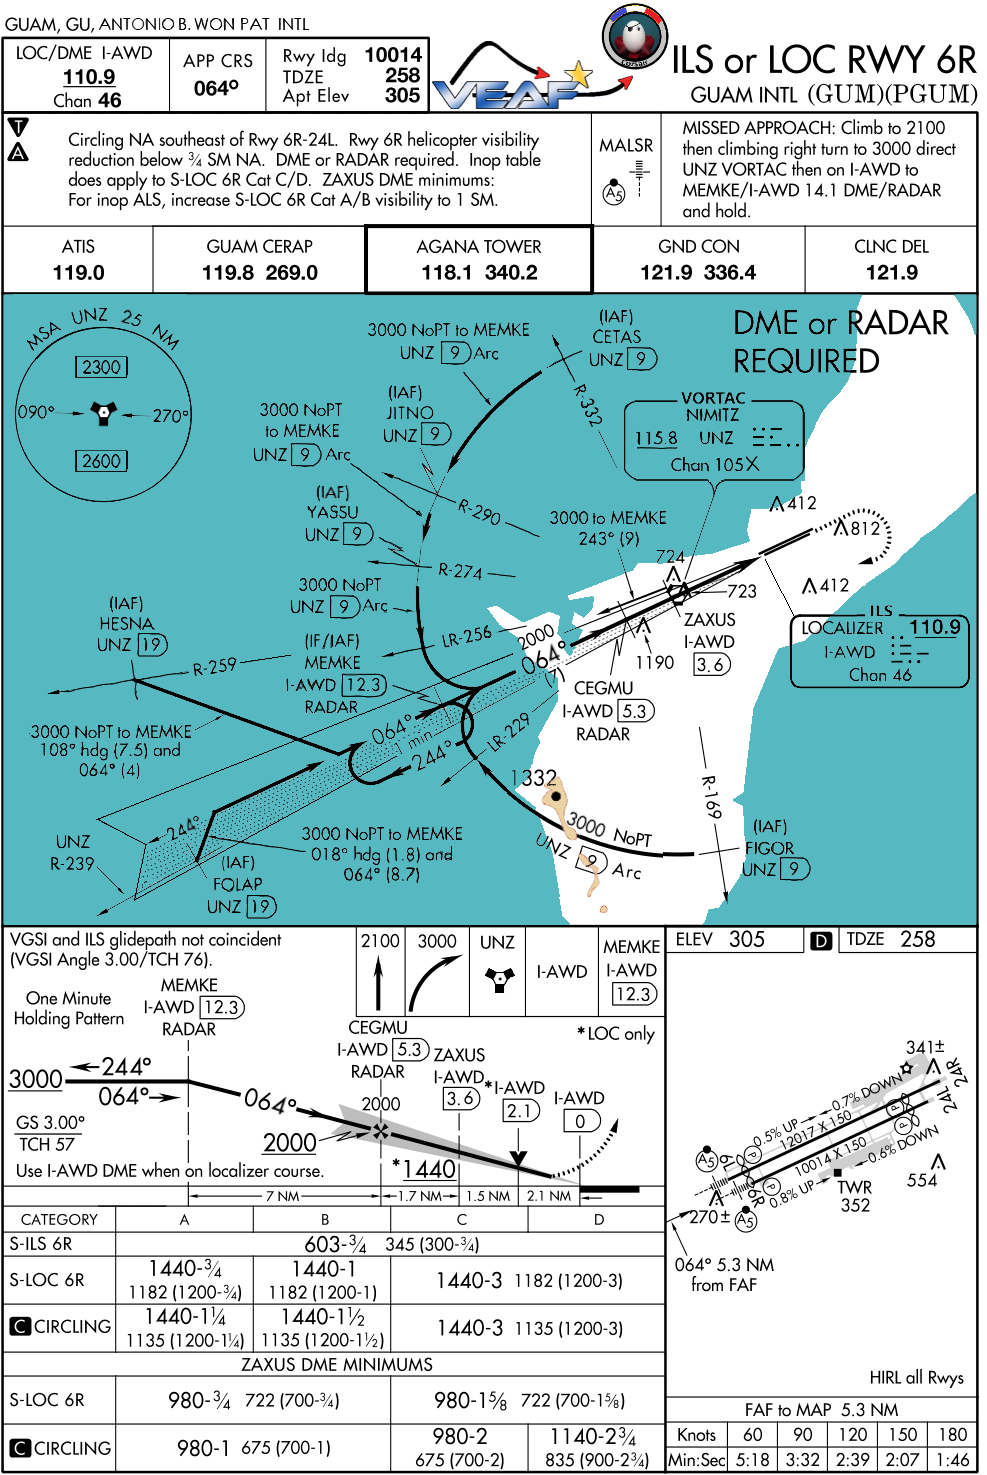 GUAM, GU, ANTONIO B. WON PAT INTL
LOC/DME I-AWD
110.9
Chan 46
APP CRS
064°
Rwy ldg 10014
TDZE 258
Apt Elev 305
VEAF
Corsair
ILS or LOC RWY 6R
GUAM INTL (GUM)(PGUM)
T
A
Circling NA southeast of Rwy 6R-24L. Rwy 6R helicopter visibility
reduction below ¾ SM NA. DME or RADAR required. Inop table
does apply to S-LOC 6R Cat C/D. ZAXUS DME minimums:
For inop ALS, increase S-LOC 6R Cat A/B visibility to 1 SM.
MALSR
A5
MISSED APPROACH: Climb to 2100
then climbing right turn to 3000 direct
UNZ VORTAC then on I-AWD to
MEMKE/I-AWD 14.1 DME/RADAR
and hold.
ATIS
119.0
GUAM CERAP
119.8 269.0
AGANA TOWER
118.1 340.2
GND CON
121.9 336.4
CLNC DEL
121.9
MSA UNZ 25 NM
2300
090°
270°
2600
DME or RADAR
REQUIRED
3000 NoPT to MEMKE
UNZ 9 Arc
(IAF)
CETAS
UNZ 9
R-332
(IAF)
JITNO
UNZ 9
3000 NoPT
to MEMKE
UNZ 9 Arc
R-290
VORTAC
NIMITZ
115.8 UNZ
Chan 105X
(IAF)
YASSU
UNZ 9
R-274
3000 to MEMKE
243° (9)
412
812
724
723
412
3000 NoPT
UNZ 9 Arc
(IAF)
HESNA
UNZ 19
R-259
LR-256
2000
064°
(7)
1190
ZAXUS
I-AWD
3.6
ILS
LOCALIZER 110.9
I-AWD
Chan 46
(IF/IAF)
MEMKE
I-AWD 12.3
RADAR
CEGMU
I-AWD 5.3
RADAR
3000 NoPT to MEMKE
108° hdg (7.5) and
064° (4)
064°
1 min
244°
LR-229
R-169
1332
3000 NoPT
UNZ 9 Arc
(IAF)
FIGOR
UNZ 9
UNZ
R-239
244°
(IAF)
FOLAP
UNZ 19
3000 NoPT to MEMKE
018° hdg (1.8) and
064° (8.7)
VGSI and ILS glidepath not coincident
(VGSI Angle 3.00/TCH 76).
2100
3000
UNZ
I-AWD
MEMKE
I-AWD
12.3
One Minute
Holding Pattern
MEMKE
I-AWD 12.3
RADAR
*LOC only
CEGMU
I-AWD 5.3
RADAR
ZAXUS
I-AWD
3.6
*I-AWD
2.1
I-AWD
0
3000
244°
064°
064°
2000
2000
*1440
GS 3.00°
TCH 57
Use I-AWD DME when on localizer course.
7 NM
1.7 NM
1.5 NM
2.1 NM
ELEV 305
D
TDZE 258
341±
24R
24L
0.7% DOWN
0.5% UP
12017 X 150
10014 X 150
0.6% DOWN
0.8% UP
6L
6R
P
P
P
P
A5
A5
270±
TWR
352
554
064° 5.3 NM
from FAF
HIRL all Rwys
CATEGORY A B C D
S-ILS 6R 603-¾ 345 (300-¾)
S-LOC 6R
1440-¾
1182 (1200-¾)
1440-1
1182 (1200-1)
1440-3 1182 (1200-3)
C CIRCLING
1440-1¼
1135 (1200-1¼)
1440-1½
1135 (1200-1½)
1440-3 1135 (1200-3)
ZAXUS DME MINIMUMS
S-LOC 6R 980-¾ 722 (700-¾) 980-1⅝ 722 (700-1⅝)
C CIRCLING 980-1 675 (700-1)
980-2
675 (700-2)
1140-2¾
835 (900-2¾)
FAF to MAP 5.3 NM
Knots 60 90 120 150 180
Min:Sec 5:18 3:32 2:39 2:07 1:46